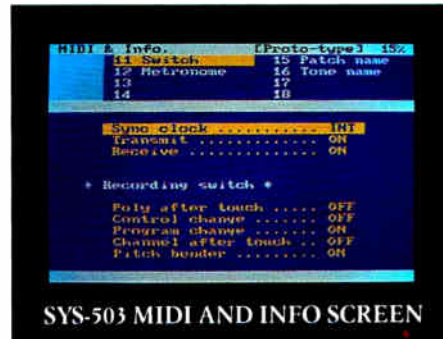 MIDI & Info. [Proto-type] 15%
11 Switch 15 Patch name
12 Metronome 16 Tone name
13 17
14 18
Sync clock ........... INT
Transmit ............. ON
Receive .............. ON
* Recording switch *
Poly after touch ..... OFF
Control change ....... OFF
Program change ....... ON
Channel after touch .. OFF
Pitch bender ......... ON
SYS-503 MIDI AND INFO SCREEN